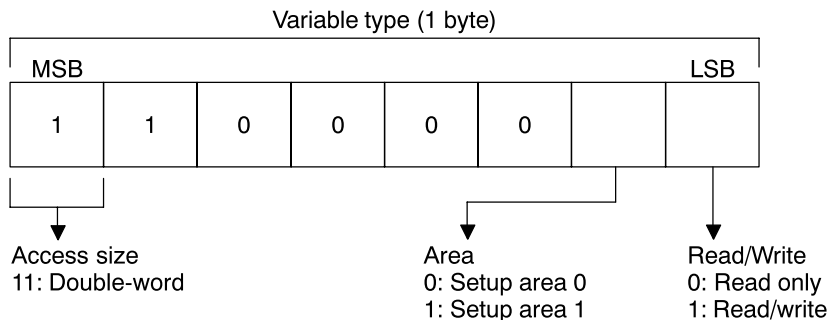 Variable type (1 byte)
MSB LSB
1 1 0 0 0 0
Access size
11: Double-word
Area
0: Setup area 0
1: Setup area 1
Read/Write
0: Read only
1: Read/write